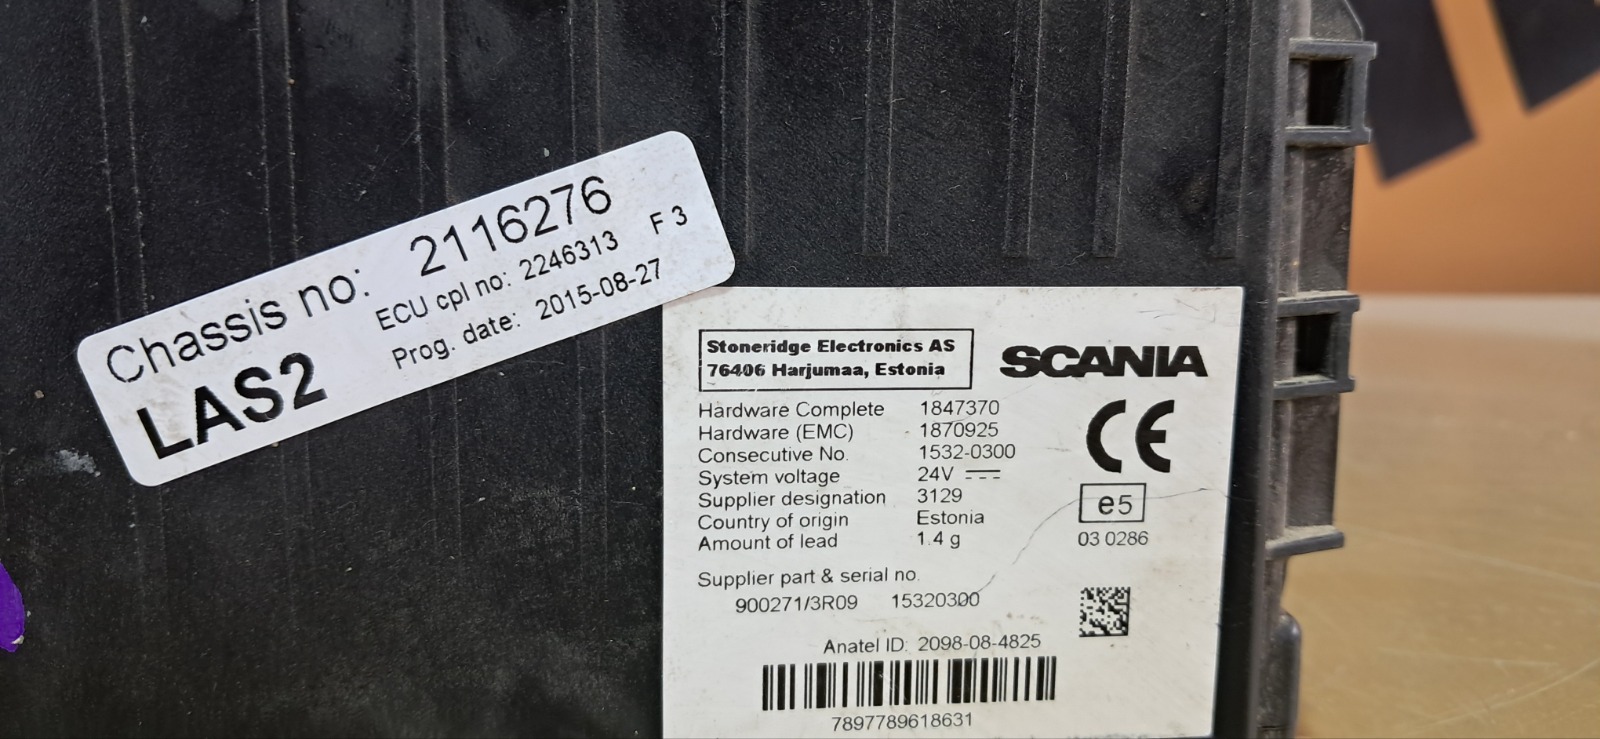 Chassis no: 2116276
ECU cpl no: 2246313 F 3
LAS2 Prog. date: 2015-08-27
Stoneridge Electronics AS
76406 Harjumaa, Estonia
SCANIA
Hardware Complete 1847370
Hardware (EMC) 1870925
Consecutive No. 1532-0300
System voltage 24V
Supplier designation 3129
Country of origin Estonia
Amount of lead 1.4 g
CE
e5
03 0286
Supplier part & serial no.
900271/3R09 15320300
Anatel ID: 2098-08-4825
7897789618631